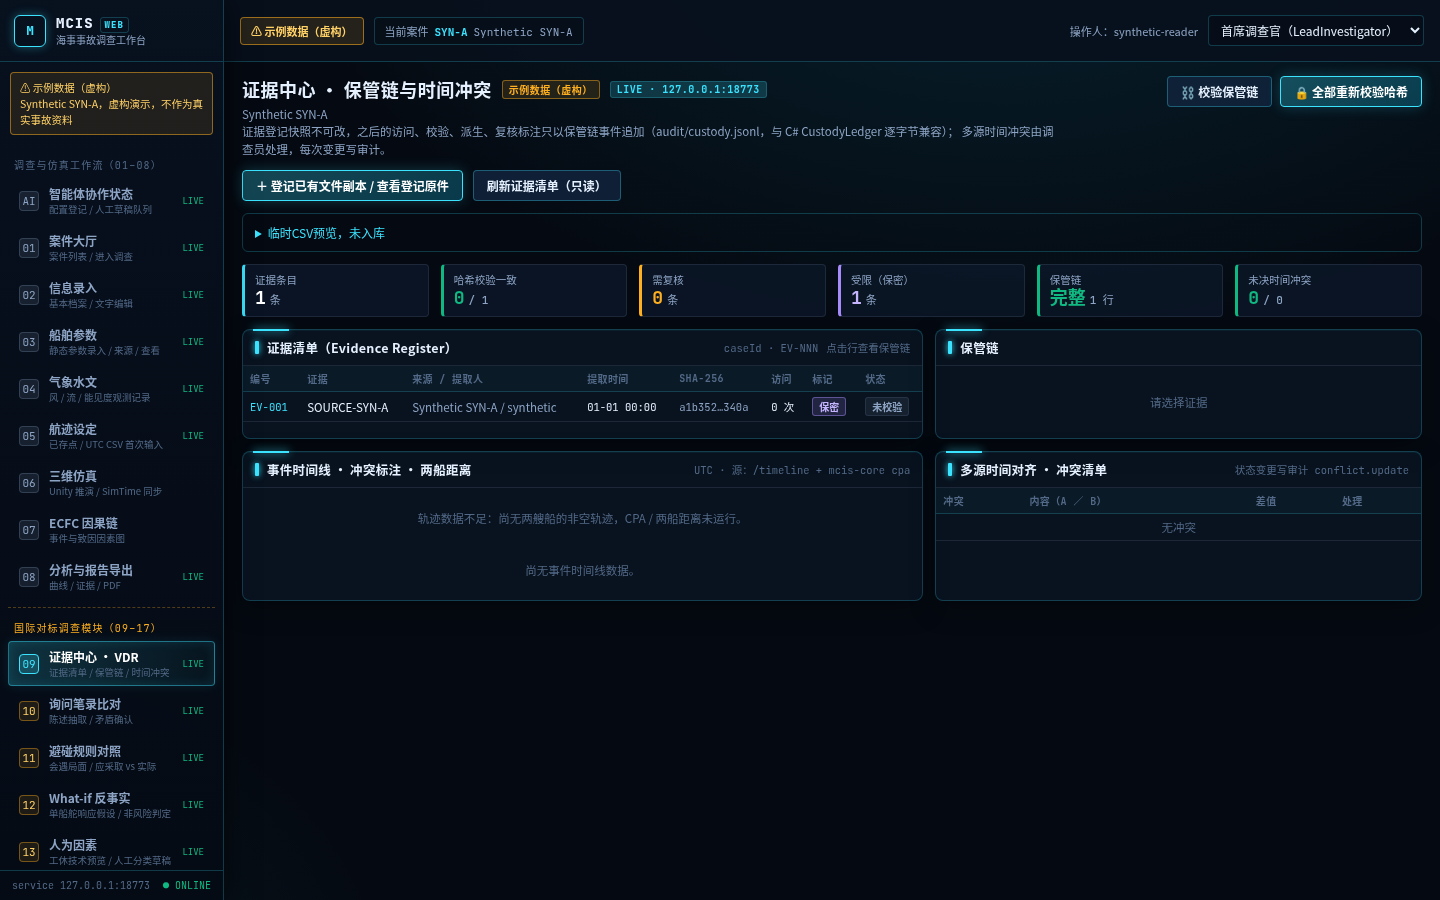 M
MCIS WEB
海事事故调查工作台
⚠ 示例数据（虚构）
当前案件 SYN-A Synthetic SYN-A
操作人：synthetic-reader
首席调查官（LeadInvestigator）
⚠ 示例数据（虚构）
Synthetic SYN-A，虚构演示，不作为真
实事故资料
调查与仿真工作流（01–08）
AI 智能体协作状态 LIVE
配置登记 / 人工草稿队列
01 案件大厅 LIVE
案件列表 / 进入调查
02 信息录入 LIVE
基本档案 / 文字编辑
03 船舶参数 LIVE
静态参数录入 / 来源 / 查看
04 气象水文 LIVE
风 / 流 / 能见度观测记录
05 航迹设定 LIVE
已存点 / UTC CSV 首次输入
06 三维仿真
Unity 推演 / SimTime 同步
07 ECFC 因果链
事件与致因因素图
08 分析与报告导出 LIVE
曲线 / 证据 / PDF
国际对标调查模块（09–17）
09 证据中心 · VDR LIVE
证据清单 / 保管链 / 时间冲突
10 询问笔录比对 LIVE
陈述抽取 / 矛盾确认
11 避碰规则对照 LIVE
会遇局面 / 应采取 vs 实际
12 What-if 反事实 LIVE
单船舵响应假设 / 非风险判定
13 人为因素 LIVE
工休技术预览 / 人工分类草稿
service 127.0.0.1:18773 ONLINE
证据中心 · 保管链与时间冲突 示例数据（虚构） LIVE · 127.0.0.1:18773
Synthetic SYN-A
证据登记快照不可改，之后的访问、校验、派生、复核标注只以保管链事件追加（audit/custody.jsonl，与 C# CustodyLedger 逐字节兼容）； 多源时间冲突由调
查员处理，每次变更写审计。
⛓ 校验保管链
🔒 全部重新校验哈希
＋ 登记已有文件副本 / 查看登记原件
刷新证据清单（只读）
▶ 临时CSV预览，未入库
证据条目
1 条
哈希校验一致
0 / 1
需复核
0 条
受限（保密）
1 条
保管链
完整 1 行
未决时间冲突
0 / 0
证据清单（Evidence Register） caseId · EV-NNN 点击行查看保管链
编号 证据 来源 / 提取人 提取时间 SHA-256 访问 标记 状态
EV-001 SOURCE-SYN-A Synthetic SYN-A / synthetic 01-01 00:00 a1b352…340a 0 次 保密 未校验
保管链
请选择证据
事件时间线 · 冲突标注 · 两船距离 UTC · 源：/timeline + mcis-core cpa
轨迹数据不足：尚无两艘船的非空轨迹，CPA / 两船距离未运行。
尚无事件时间线数据。
多源时间对齐 · 冲突清单 状态变更写审计 conflict.update
冲突 内容（A ／ B） 差值 处理
无冲突